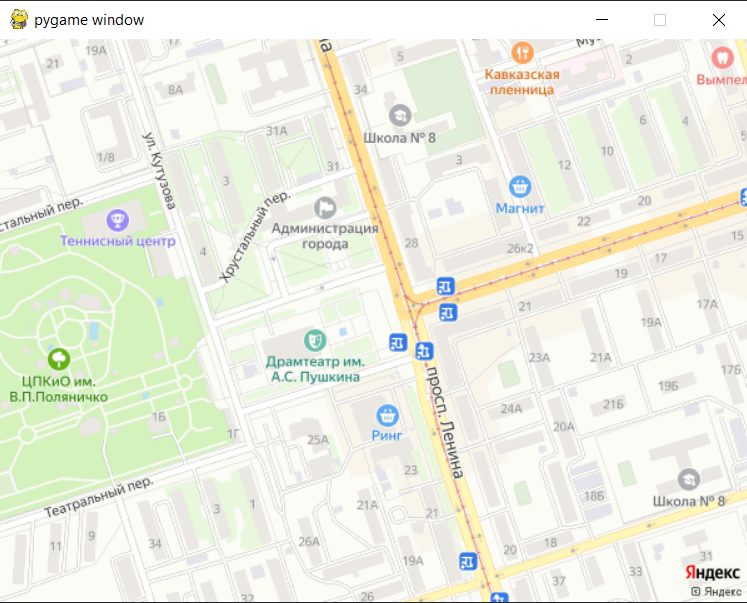 pygame window
19А
34
5
Кавказская
пленница
2
Вымпел
21
8А
Школа № 8
6
4
31А
1/8
ул. Кутузова
3
31
3
12
10
Хрустальный пер.
Магнит
20
стальный пер.
Теннисный центр
Администрация
города
22
28
26к2
15
4
17
19
21
17А
19А
Драмтеатр им.
А.С. Пушкина
23А
21А
17Б
ЦПКиО им.
В.П.Поляничко
просп. Ленина
19Б
24А
21Б
1Б
Ринг
20А
1Г
25А
23
Театральный пер.
Школа № 8
18Б
3
1
21А
21
9
11
34
26А
19А
20
18
31
33
37
26
Яндекс
© Яндекс